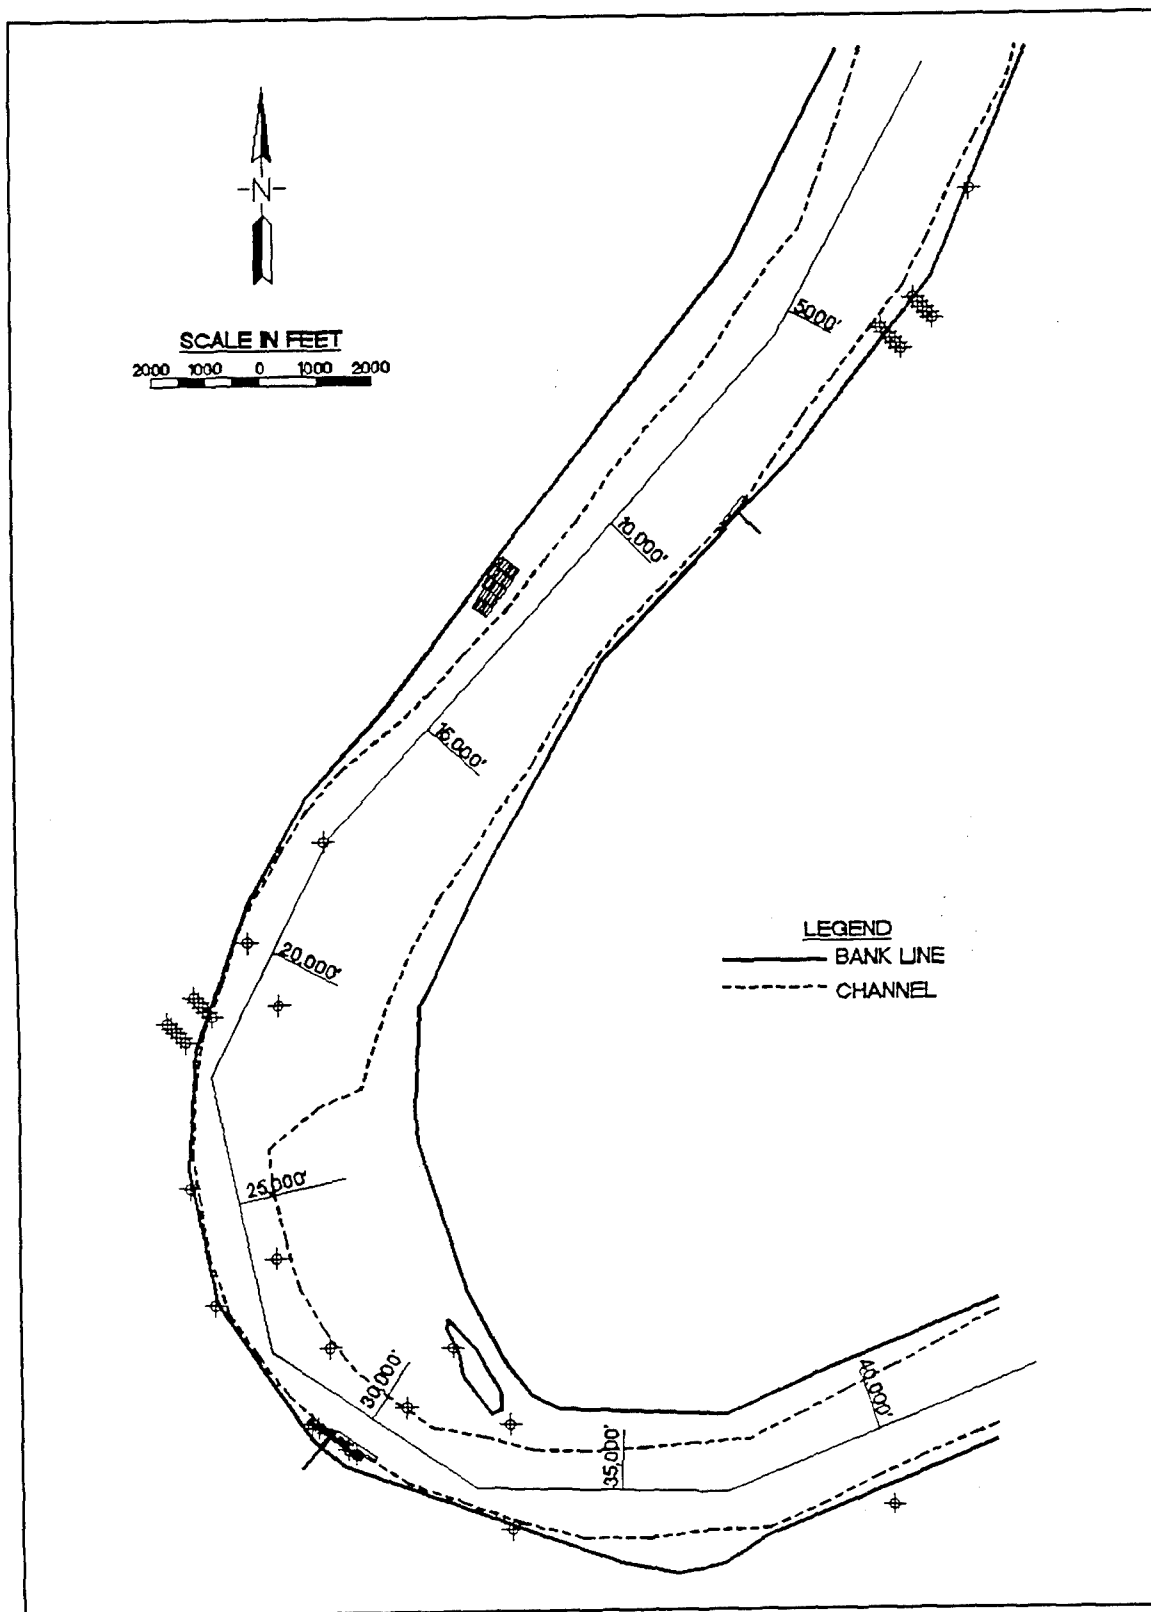 -N-
SCALE IN FEET
2000 1000 0 1000 2000
5000'
10,000'
15,000'
20,000'
LEGEND
BANK LINE
CHANNEL
25,000'
30,000'
35,000'
40,000'